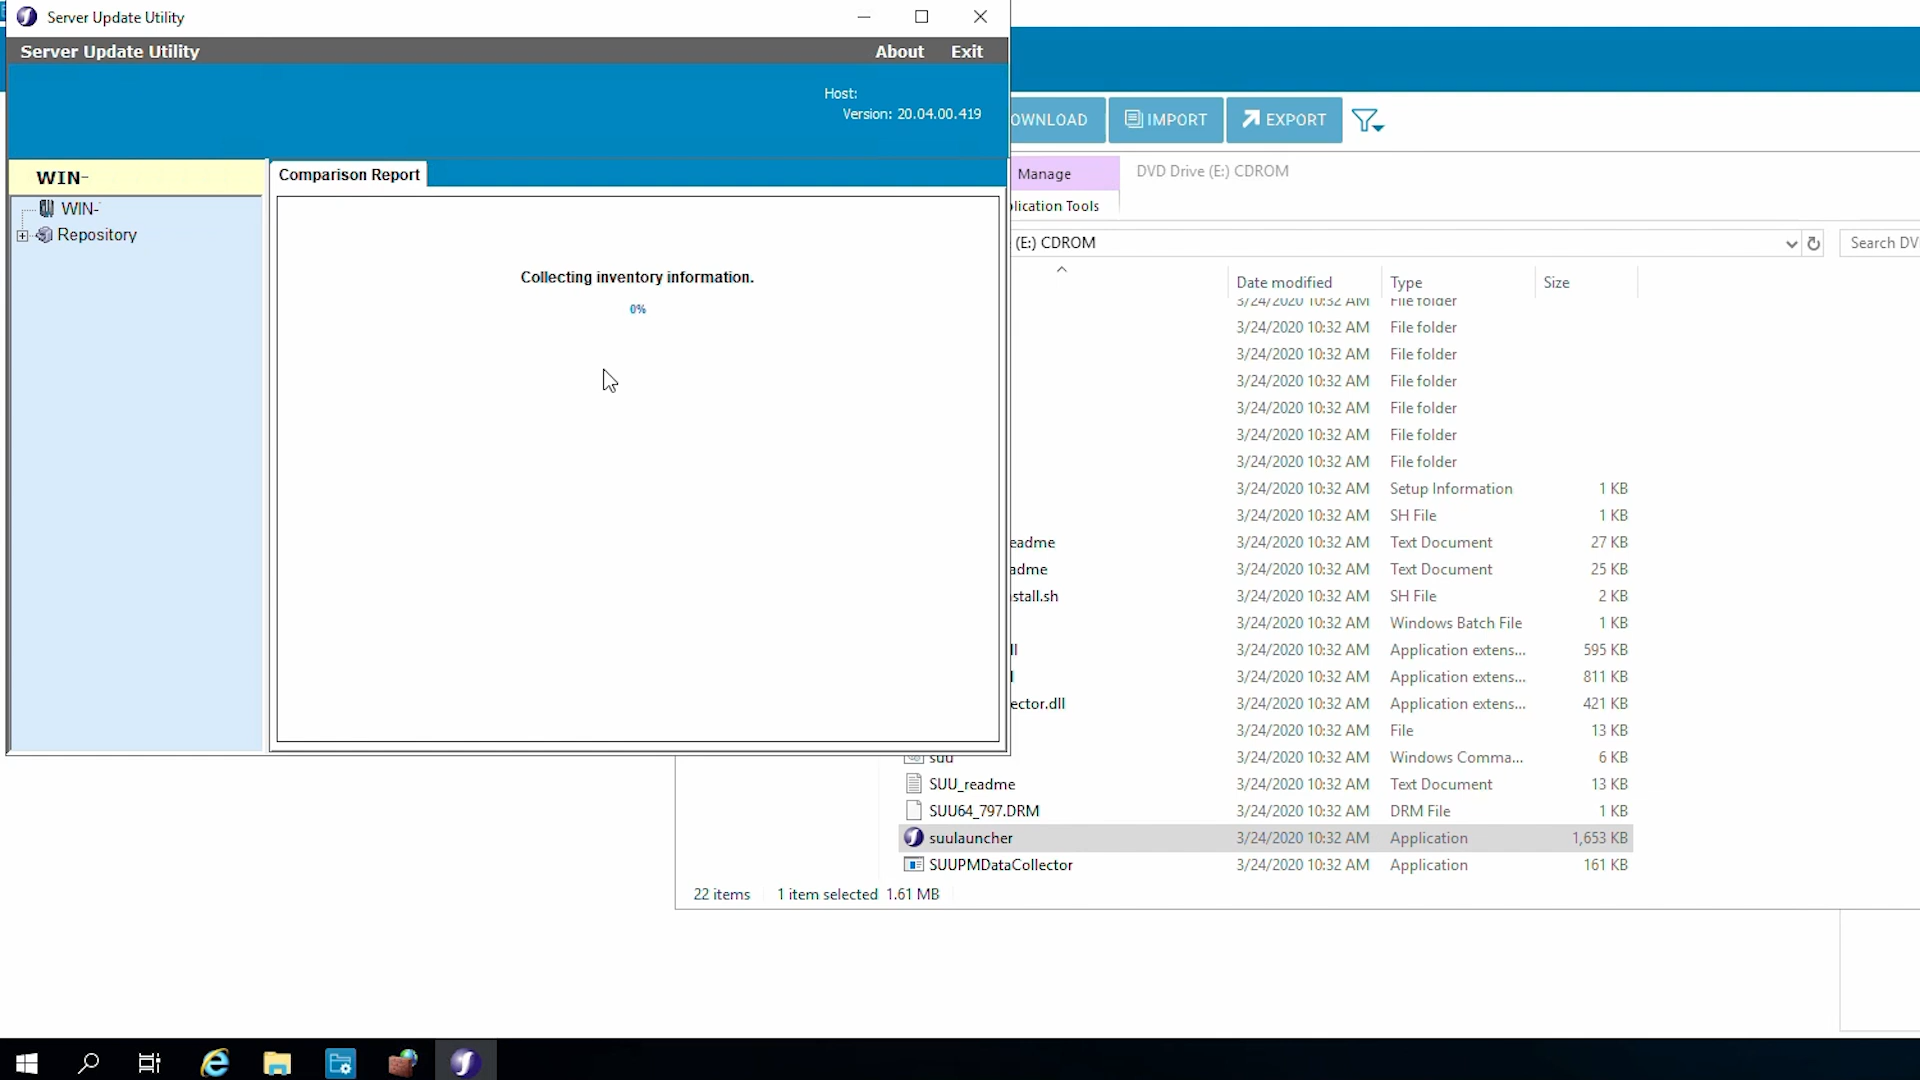 Server Update Utility
Server Update Utility
About
Exit
Host:
Version: 20.04.00.419
WIN-
WIN-
Repository
Comparison Report
Collecting inventory information.
0%
OWNLOAD
IMPORT
EXPORT
Manage
DVD Drive (E:) CDROM
plication Tools
(E:) CDROM
Search DV
Date modified Type Size
3/24/2020 10:32 AM File folder
3/24/2020 10:32 AM File folder
3/24/2020 10:32 AM File folder
3/24/2020 10:32 AM File folder
3/24/2020 10:32 AM File folder
3/24/2020 10:32 AM File folder
3/24/2020 10:32 AM File folder
3/24/2020 10:32 AM Setup Information 1 KB
3/24/2020 10:32 AM SH File 1 KB
eadme 3/24/2020 10:32 AM Text Document 27 KB
adme 3/24/2020 10:32 AM Text Document 25 KB
stall.sh 3/24/2020 10:32 AM SH File 2 KB
3/24/2020 10:32 AM Windows Batch File 1 KB
ll 3/24/2020 10:32 AM Application extens... 595 KB
l 3/24/2020 10:32 AM Application extens... 811 KB
ector.dll 3/24/2020 10:32 AM Application extens... 421 KB
3/24/2020 10:32 AM File 13 KB
suu 3/24/2020 10:32 AM Windows Comma... 6 KB
SUU_readme 3/24/2020 10:32 AM Text Document 13 KB
SUU64_797.DRM 3/24/2020 10:32 AM DRM File 1 KB
suulauncher 3/24/2020 10:32 AM Application 1,653 KB
SUUPMDataCollector 3/24/2020 10:32 AM Application 161 KB
22 items 1 item selected 1.61 MB